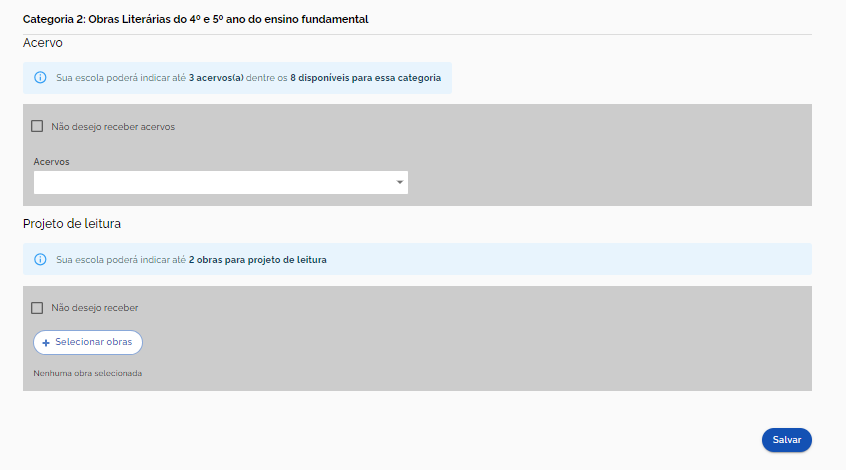 Categoria 2: Obras Literárias do 4º e 5º ano do ensino fundamental
Acervo
Sua escola poderá indicar até 3 acervos(a) dentre os 8 disponíveis para essa categoria
Não desejo receber acervos
Acervos
Projeto de leitura
Sua escola poderá indicar até 2 obras para projeto de leitura
Não desejo receber
+ Selecionar obras
Nenhuma obra selecionada
Salvar